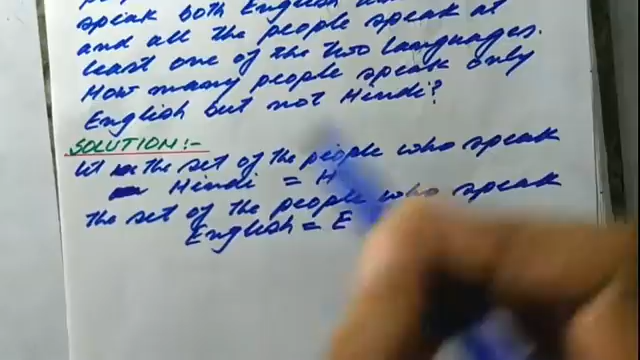 speak both English
and all the people speak at
least one of the two languages.
How many people speak only
English but not Hindi?
SOLUTION:-
Let the set of the people who speak
Hindi = H
the set of the people who speak
English = E